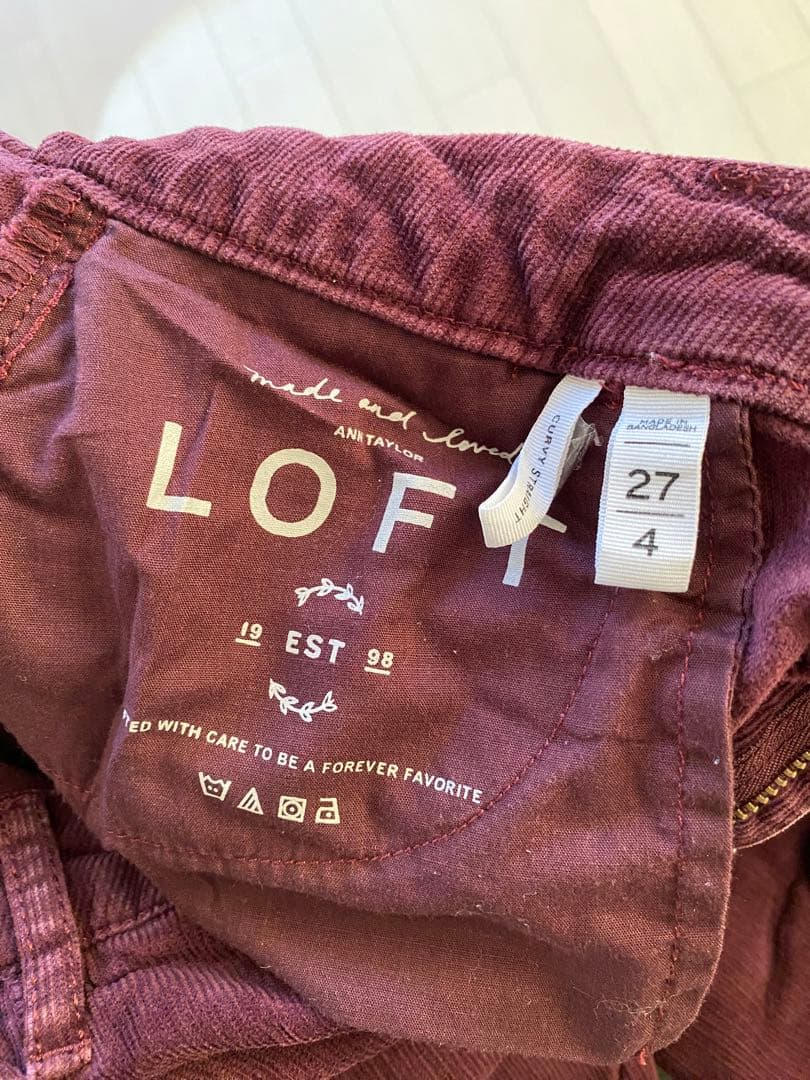 made and loved
ANN TAYLOR
LOFT
19 EST 98
TED WITH CARE TO BE A FOREVER FAVORITE
CURVY STRAIGHT
MADE IN
BANGLADESH
27
4